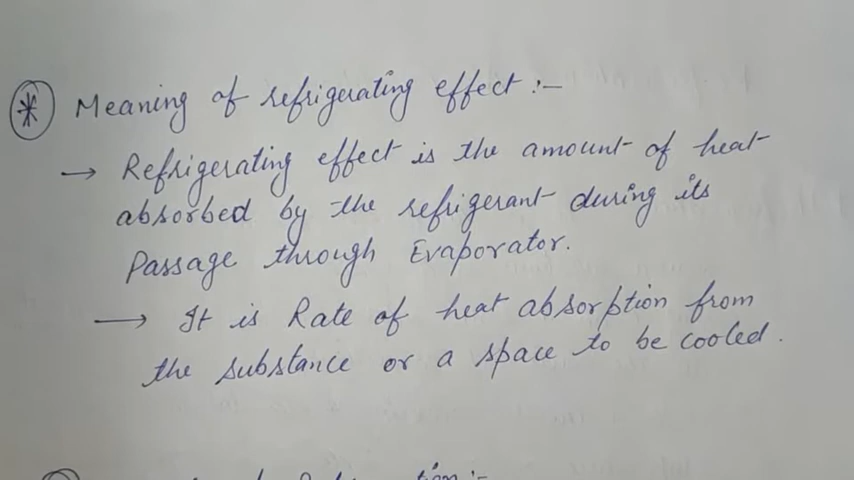 * Meaning of refrigerating effect :-
→ Refrigerating effect is the amount of heat
absorbed by the refrigerant during its
Passage through Evaporator.
→ It is Rate of heat absorption from
the substance or a space to be cooled.